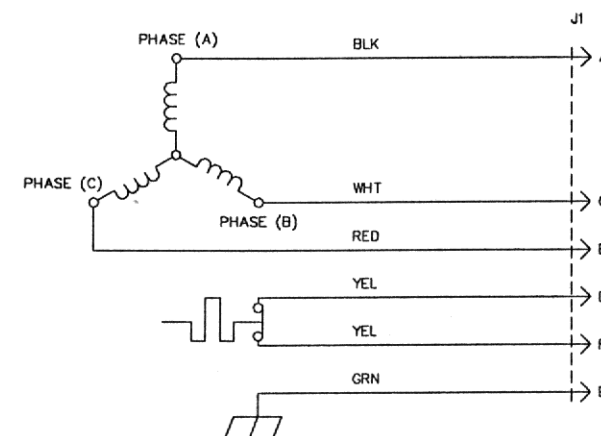 J1
PHASE (A)
BLK
PHASE (C)
WHT
PHASE (B)
RED
YEL
YEL
GRN